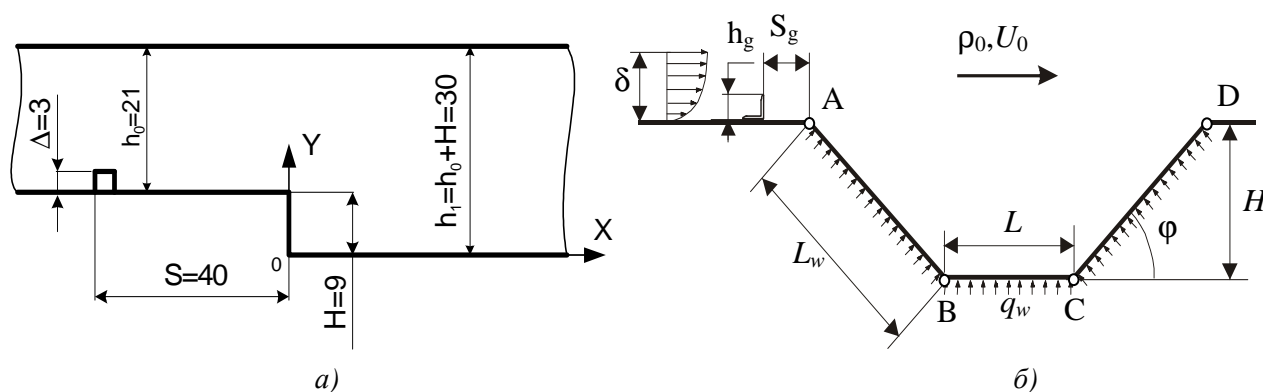 Δ=3
h₀=21
Y
h₁=h₀+H=30
X
0
S=40
H=9
а)
δ
h_g
S_g
ρ₀,U₀
A
D
L_w
L
φ
H
B
q_w
C
б)